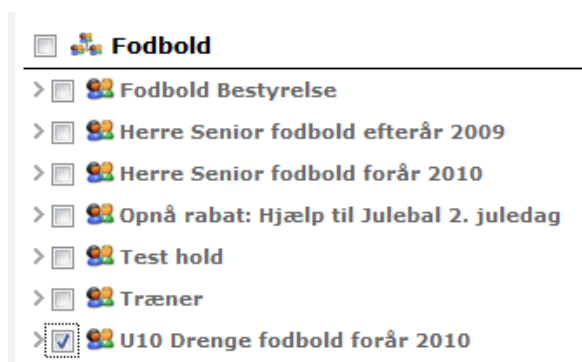 Fodbold
Fodbold Bestyrelse
Herre Senior fodbold efterår 2009
Herre Senior fodbold forår 2010
Opnå rabat: Hjælp til Julebal 2. juledag
Test hold
Træner
U10 Drenge fodbold forår 2010